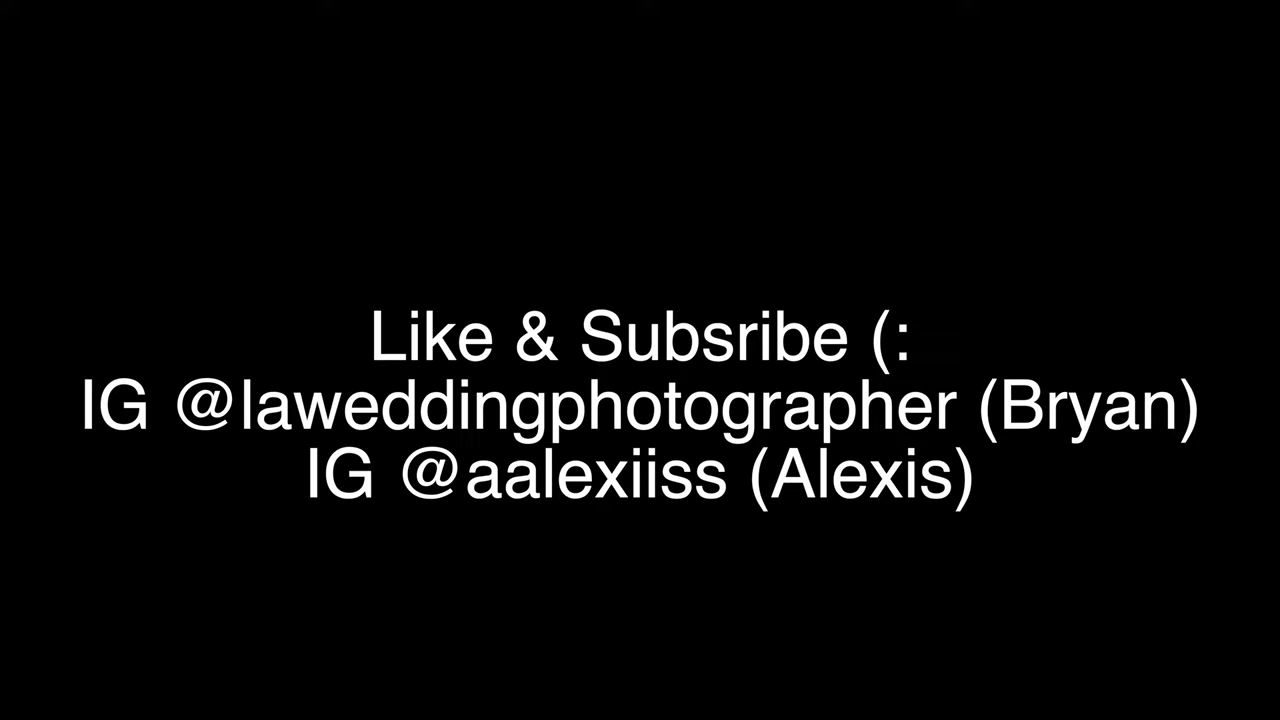 Like & Subsribe (:
IG @laweddingphotographer (Bryan)
IG @aalexiiss (Alexis)